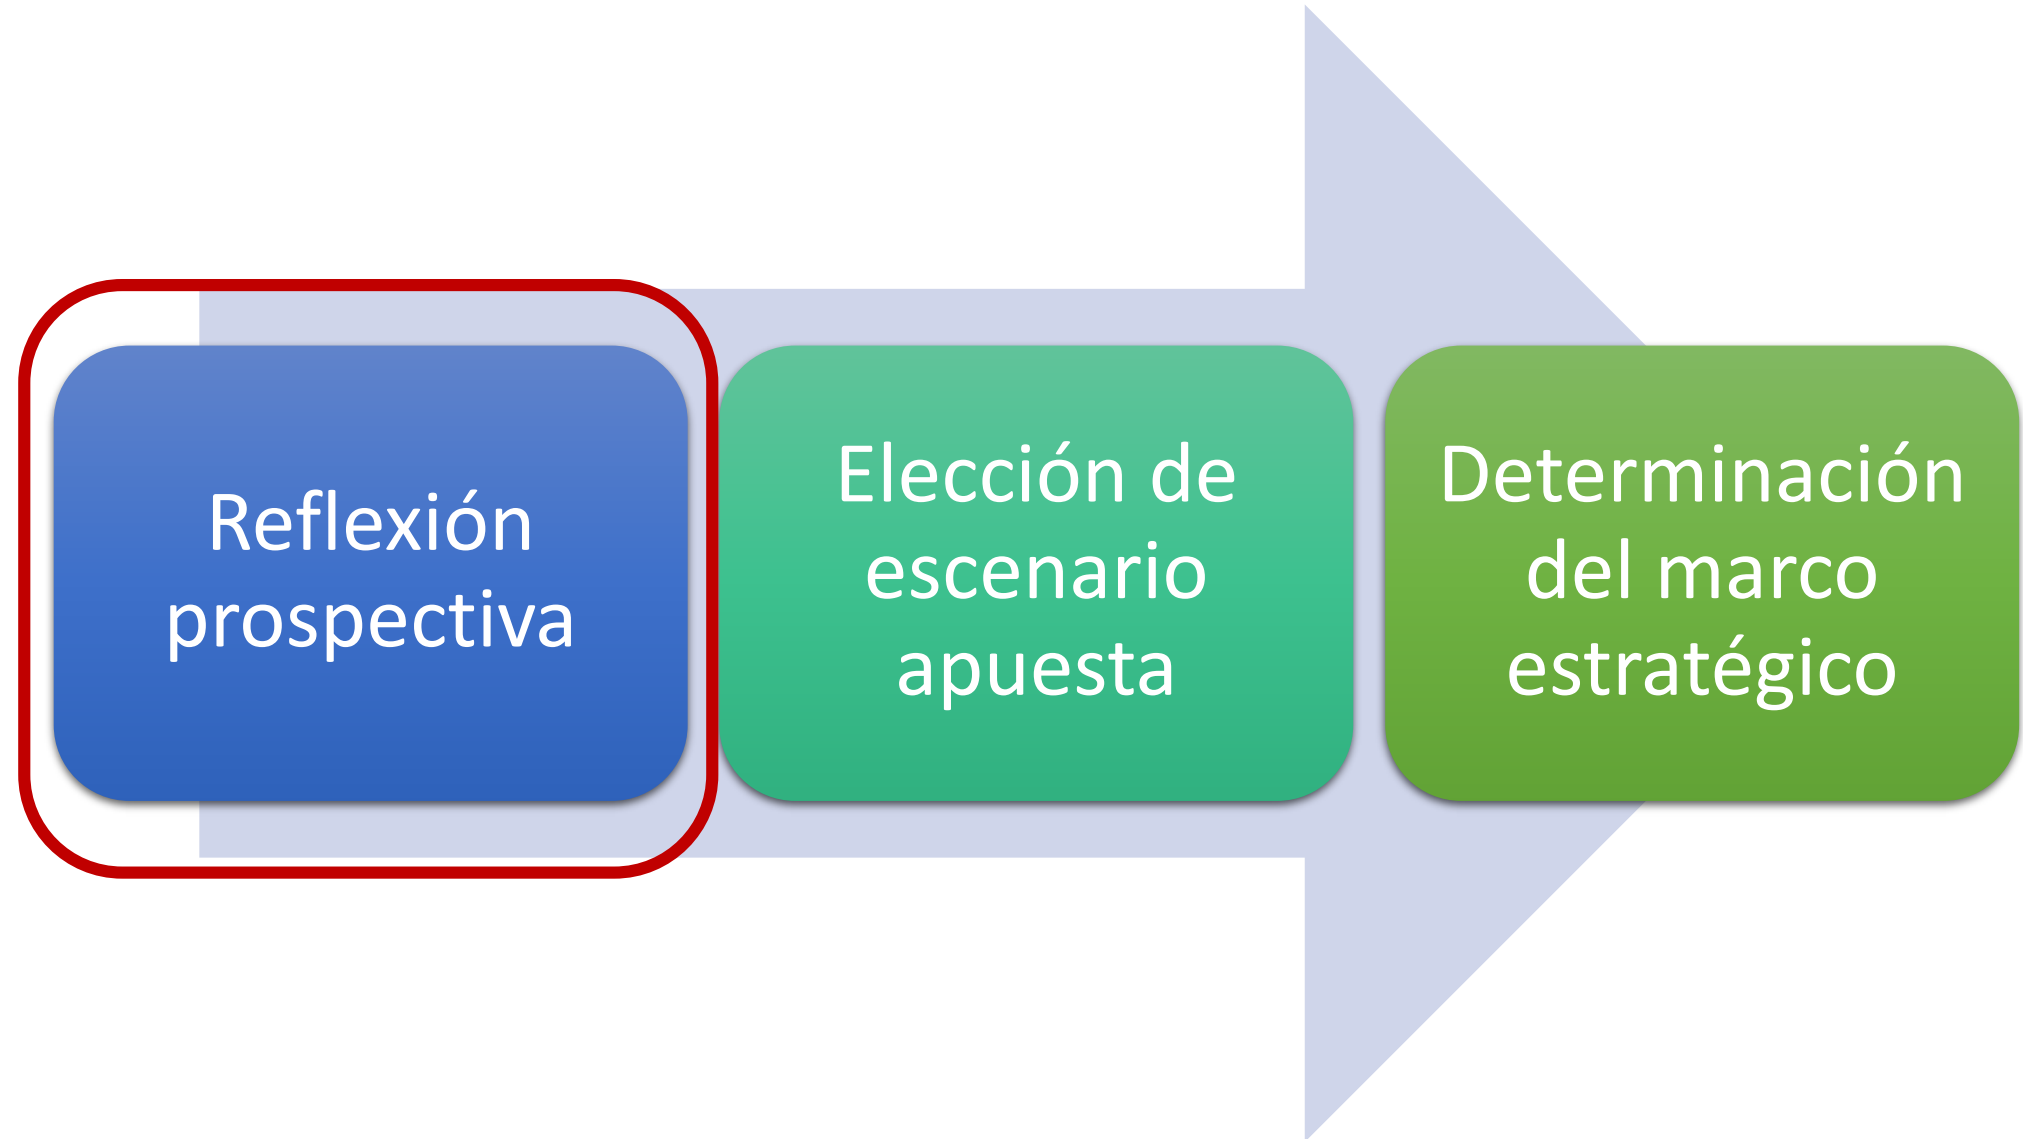 Reflexión
prospectiva
Elección de
escenario
apuesta
Determinación
del marco
estratégico